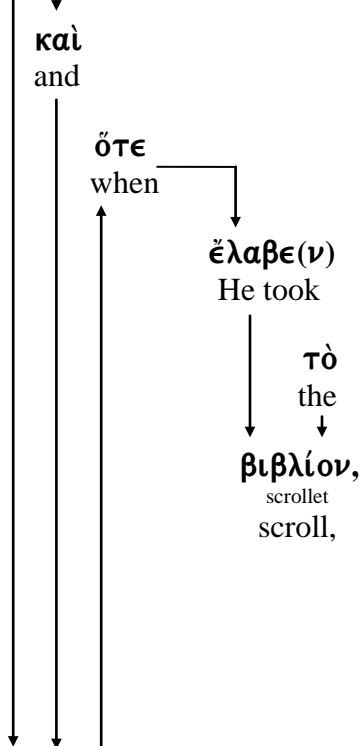 καὶ
and
ὅτε
when
ἔλαβε(ν)
He took
τὸ
the
βιβλίον,
scrollet
scroll,